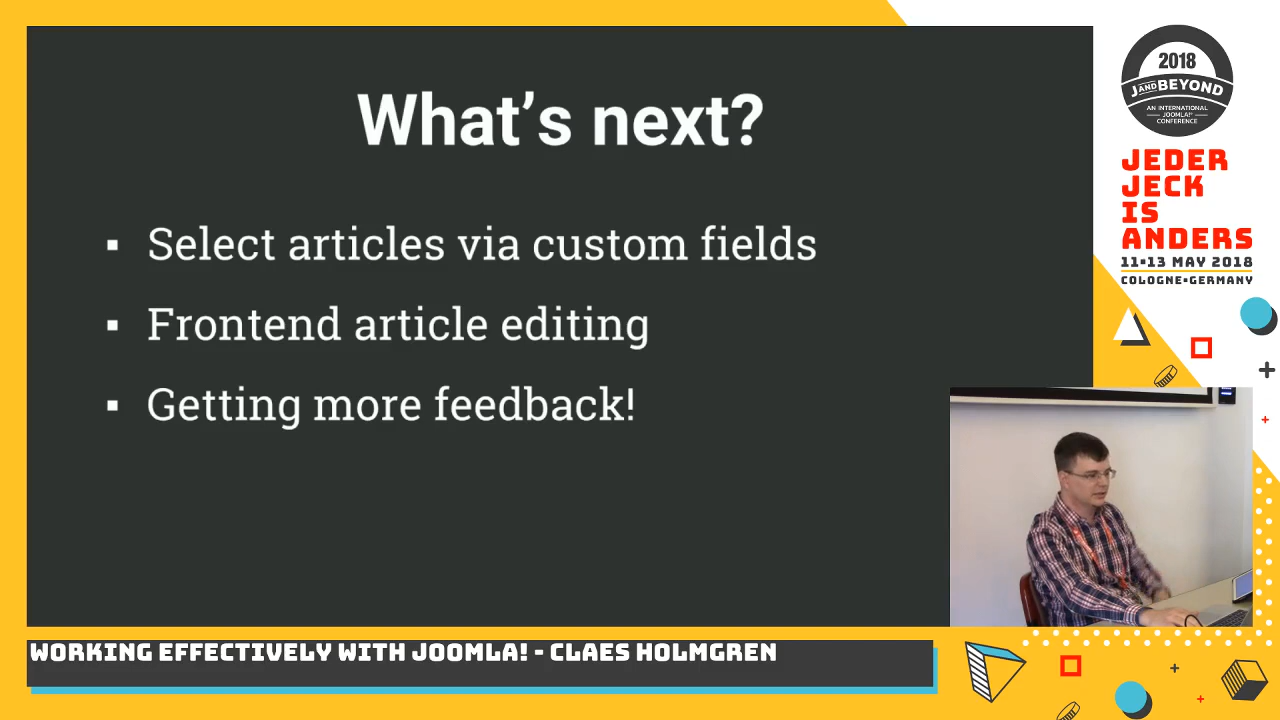 What's next?
▪ Select articles via custom fields
▪ Frontend article editing
▪ Getting more feedback!
2018
J AND BEYOND
AN INTERNATIONAL
JOOMLA!®
CONFERENCE
JEDER
JECK
IS
ANDERS
11▪13 MAY 2018
COLOGNE▪GERMANY
WORKING EFFECTIVELY WITH JOOMLA! - CLAES HOLMGREN